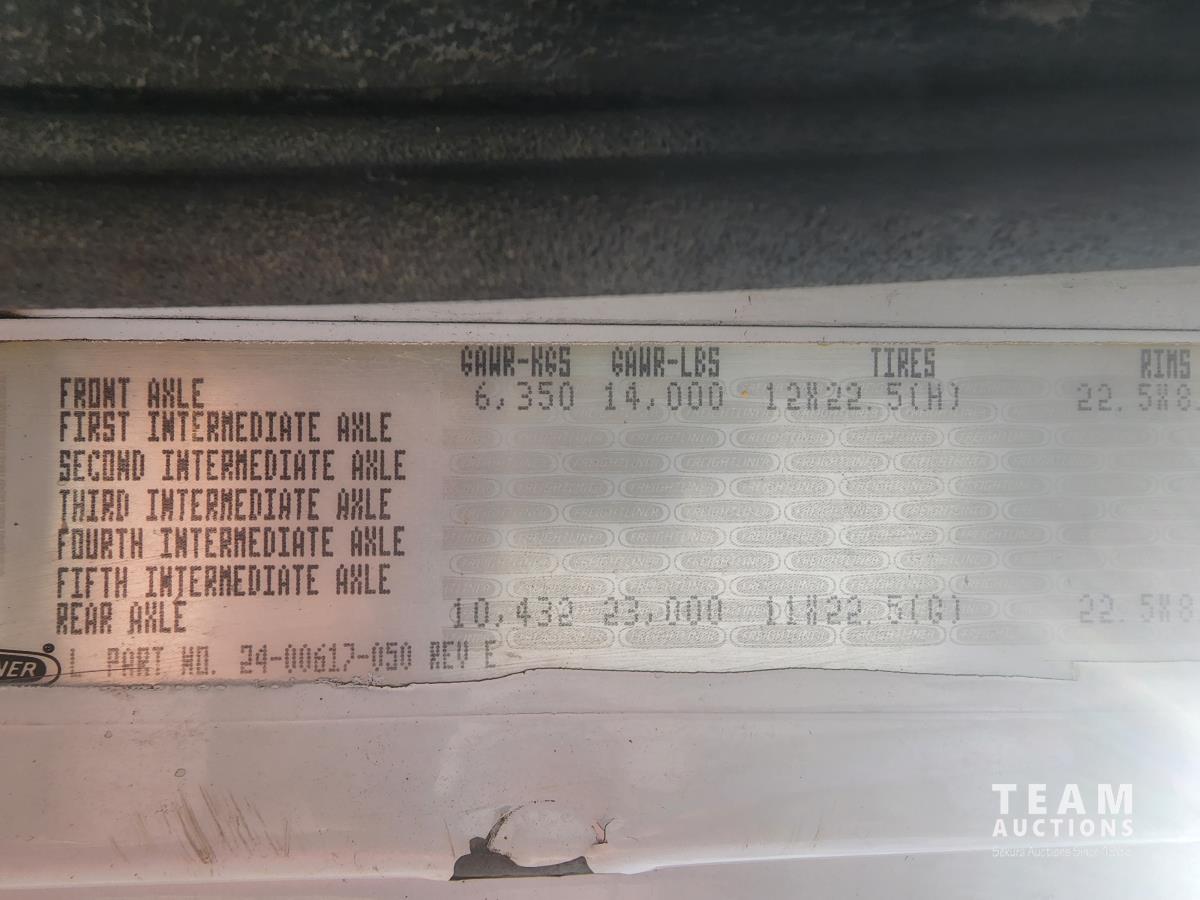 GAWR-KGS GAWR-LBS TIRES RIMS
FRONT AXLE 6,350 14,000 12X22.5(H) 22.5X8
FIRST INTERMEDIATE AXLE
SECOND INTERMEDIATE AXLE
THIRD INTERMEDIATE AXLE
FOURTH INTERMEDIATE AXLE
FIFTH INTERMEDIATE AXLE
REAR AXLE 10,432 23,000 11X22.5(G) 22.5X8
NER L PART NO. 24-00617-050 REV E
FREIGHTLINER
TEAM
AUCTIONS